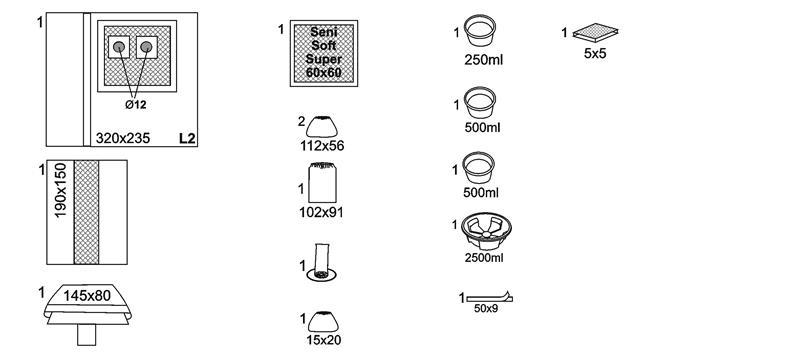 1
Ø12
320x235 L2
1
190x150
1
145x80
1
Seni
Soft
Super
60x60
2
112x56
1
102x91
1
1
15x20
1
250ml
1
500ml
1
500ml
1
2500ml
1
50x9
1
5x5